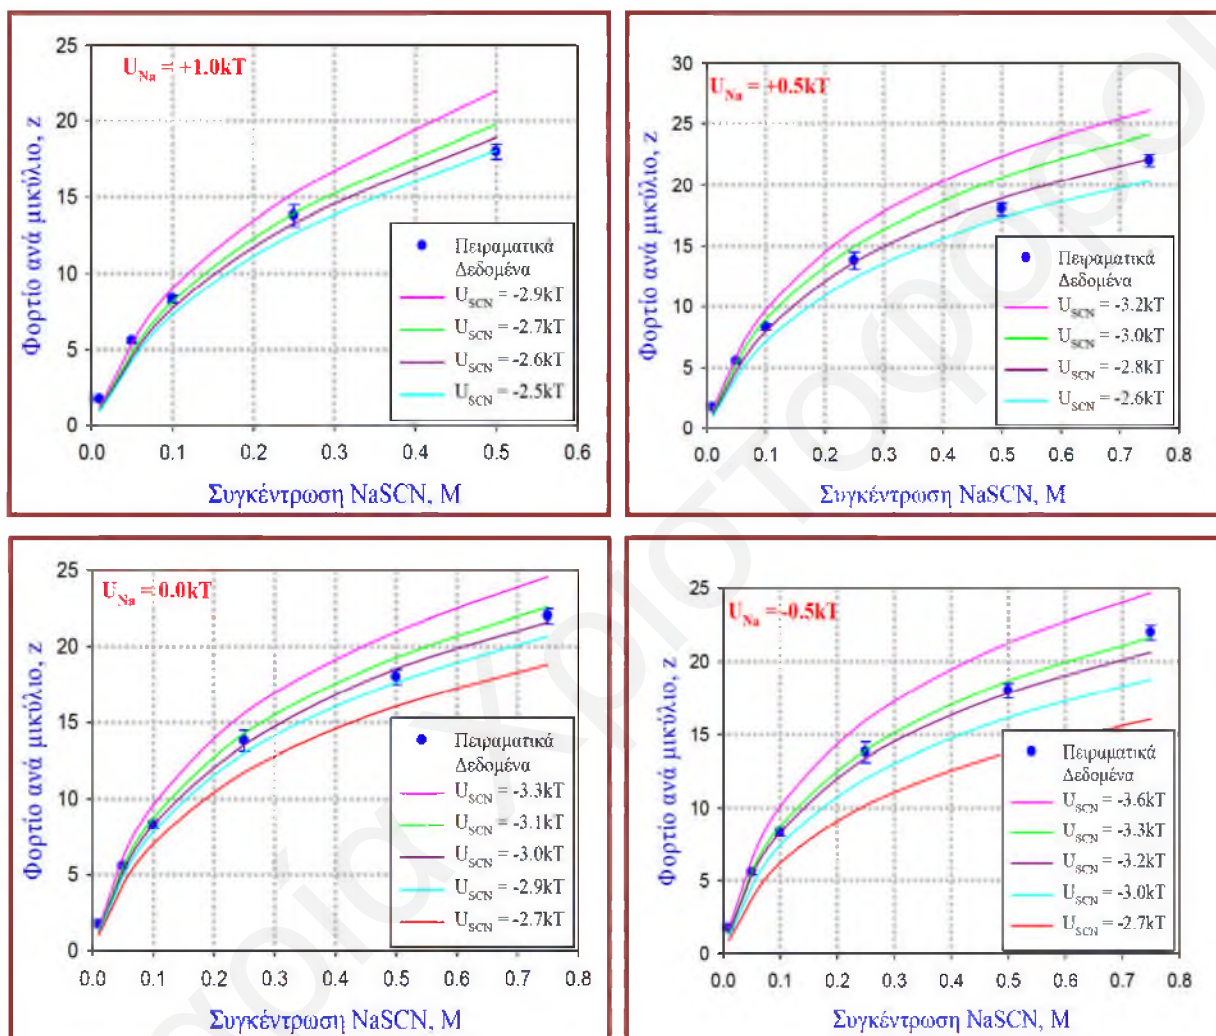 U_Na = +1.0kT
25
20
15
10
5
0
Φορτίο ανά μικύλιο, z
0.0 0.1 0.2 0.3 0.4 0.5 0.6
Συγκέντρωση NaSCN, M
Πειραματικά
Δεδομένα
U_SCN = -2.9kT
U_SCN = -2.7kT
U_SCN = -2.6kT
U_SCN = -2.5kT
U_Na = +0.5kT
30
25
20
15
10
5
0
Φορτίο ανά μικύλιο, z
0.0 0.1 0.2 0.3 0.4 0.5 0.6 0.7 0.8
Συγκέντρωση NaSCN, M
Πειραματικά
Δεδομένα
U_SCN = -3.2kT
U_SCN = -3.0kT
U_SCN = -2.8kT
U_SCN = -2.6kT
U_Na = 0.0kT
25
20
15
10
5
0
Φορτίο ανά μικύλιο, z
0.0 0.1 0.2 0.3 0.4 0.5 0.6 0.7 0.8
Συγκέντρωση NaSCN, M
Πειραματικά
Δεδομένα
U_SCN = -3.3kT
U_SCN = -3.1kT
U_SCN = -3.0kT
U_SCN = -2.9kT
U_SCN = -2.7kT
U_Na = -0.5kT
25
20
15
10
5
0
Φορτίο ανά μικύλιο, z
0.0 0.1 0.2 0.3 0.4 0.5 0.6 0.7 0.8
Συγκέντρωση NaSCN, M
Πειραματικά
Δεδομένα
U_SCN = -3.6kT
U_SCN = -3.3kT
U_SCN = -3.2kT
U_SCN = -3.0kT
U_SCN = -2.7kT